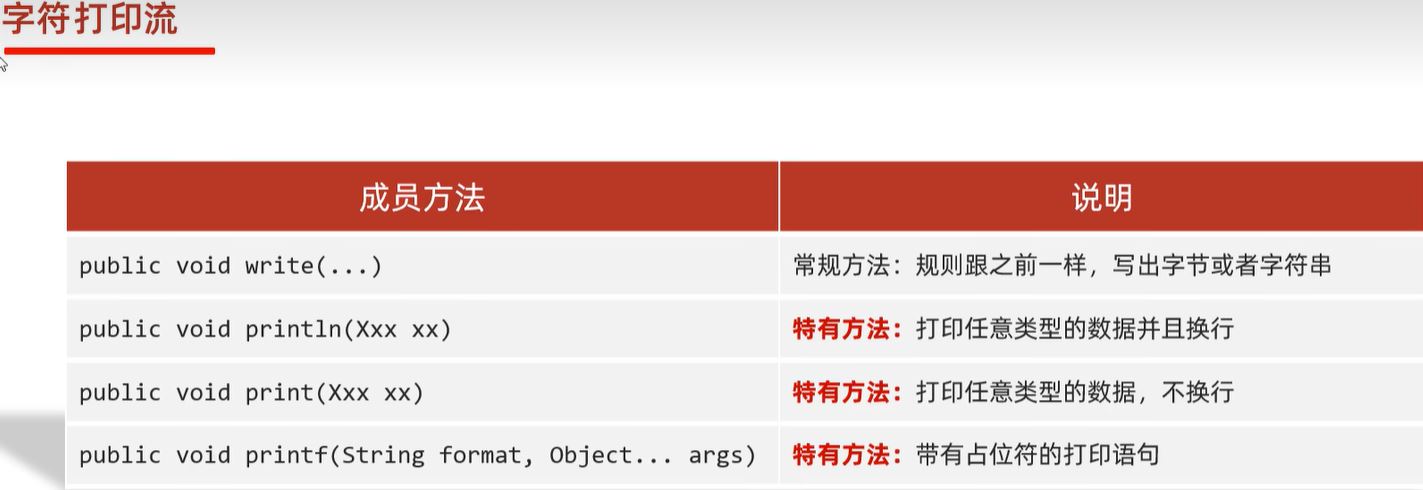 字符打印流
成员方法 说明
public void write(...) 常规方法：规则跟之前一样，写出字节或者字符串
public void println(Xxx xx) 特有方法：打印任意类型的数据并且换行
public void print(Xxx xx) 特有方法：打印任意类型的数据，不换行
public void printf(String format, Object... args) 特有方法：带有占位符的打印语句